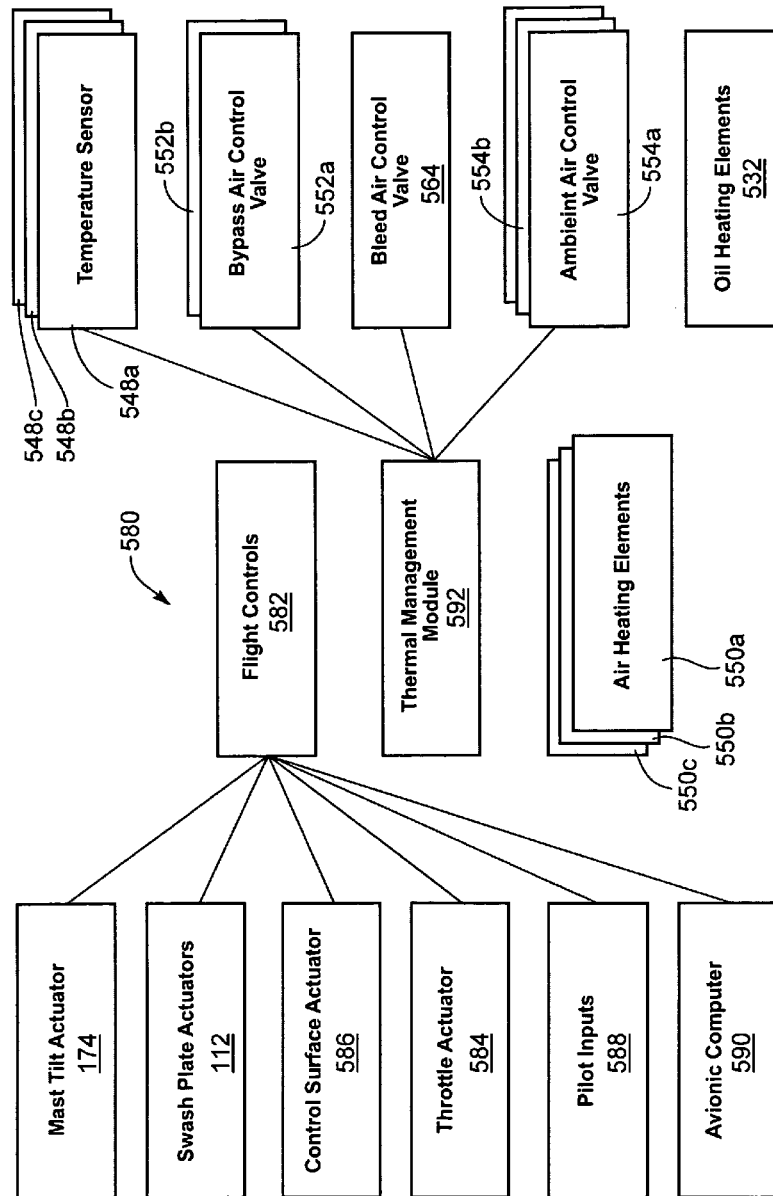 580
Mast Tilt Actuator
174
Swash Plate Actuators
112
Control Surface Actuator
586
Throttle Actuator
584
Pilot Inputs
588
Avionic Computer
590
Flight Controls
582
Thermal Management
Module
592
Air Heating Elements
550a
550b
550c
548c
548b
548a
Temperature Sensor
552b
Bypass Air Control
Valve
552a
Bleed Air Control
Valve
564
554b
Ambieint Air Control
Valve
554a
Oil Heating Elements
532